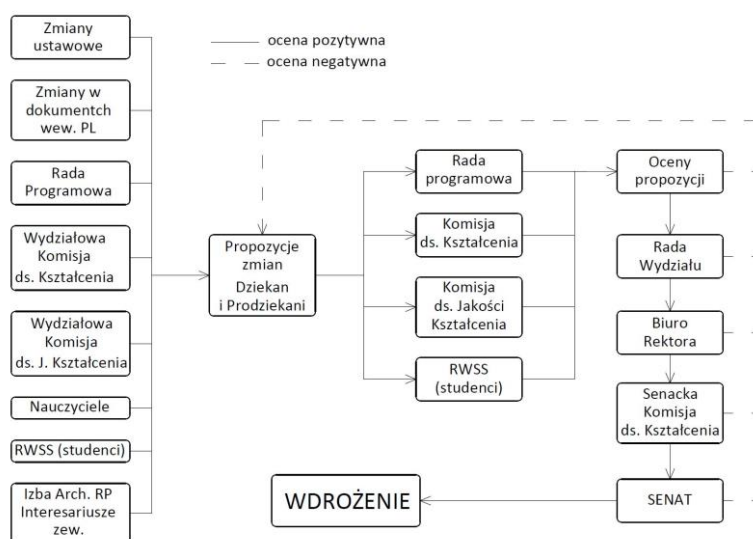 Zmiany
ustawowe
Zmiany w
dokumentch
wew. PL
Rada
Programowa
Wydziałowa
Komisja
ds. Kształcenia
Wydziałowa
Komisja
ds. J. Kształcenia
Nauczyciele
RWSS (studenci)
Izba Arch. RP
Interesariusze
zew.
ocena pozytywna
ocena negatywna
Propozycje
zmian
Dziekan
i Prodziekani
Rada
programowa
Komisja
ds. Kształcenia
Komisja
ds. Jakości
Kształcenia
RWSS
(studenci)
Oceny
propozycji
Rada
Wydziału
Biuro
Rektora
Senacka
Komisja
ds. Kształcenia
SENAT
WDROŻENIE